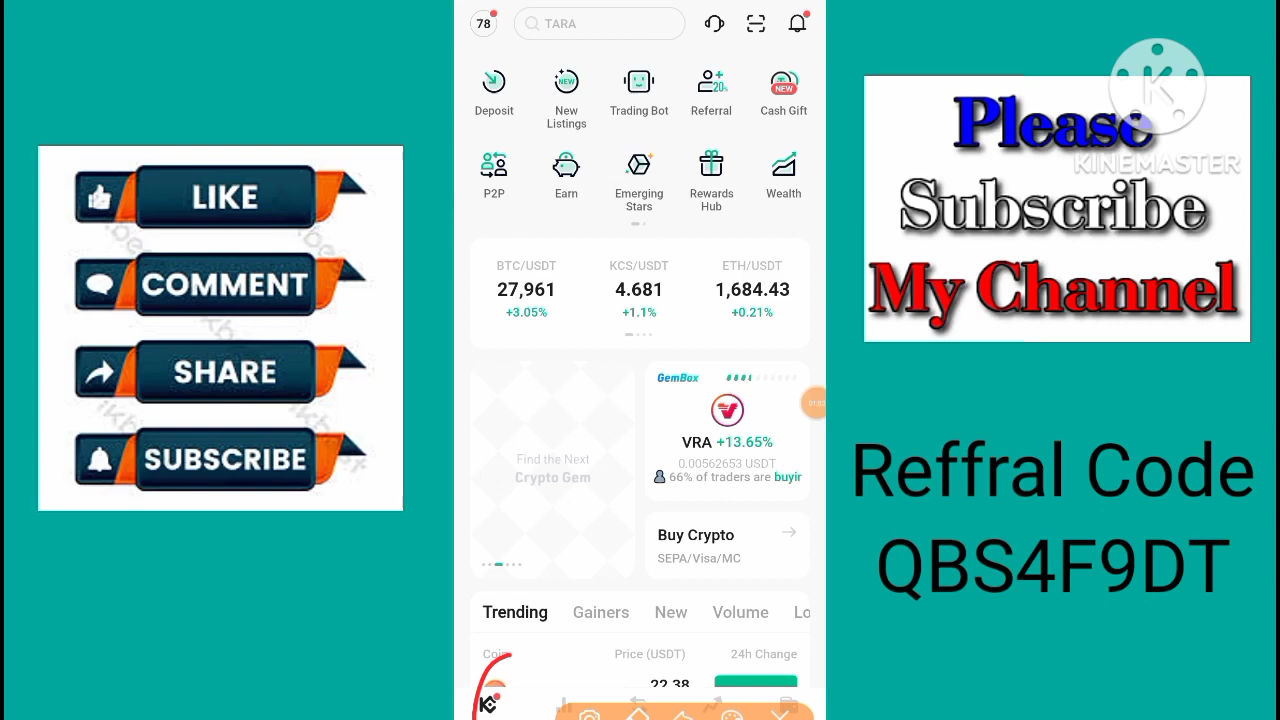 LIKE
COMMENT
SHARE
SUBSCRIBE
78
TARA
Deposit
New
Listings
Trading Bot
Referral
Cash Gift
NEW
20%
NEW
P2P
Earn
Emerging
Stars
Rewards
Hub
Wealth
BTC/USDT
KCS/USDT
ETH/USDT
27,961
4.681
1,684.43
+3.05%
+1.1%
+0.21%
Find the Next
Crypto Gem
GemBox
VRA +13.65%
0.00562653 USDT
66% of traders are buyir
Buy Crypto
SEPA/Visa/MC
Trending
Gainers
New
Volume
Lo
Price (USDT)
24h Change
22.38
Please
Subscribe
My Channel
KINEMASTER
Reffral Code
QBS4F9DT